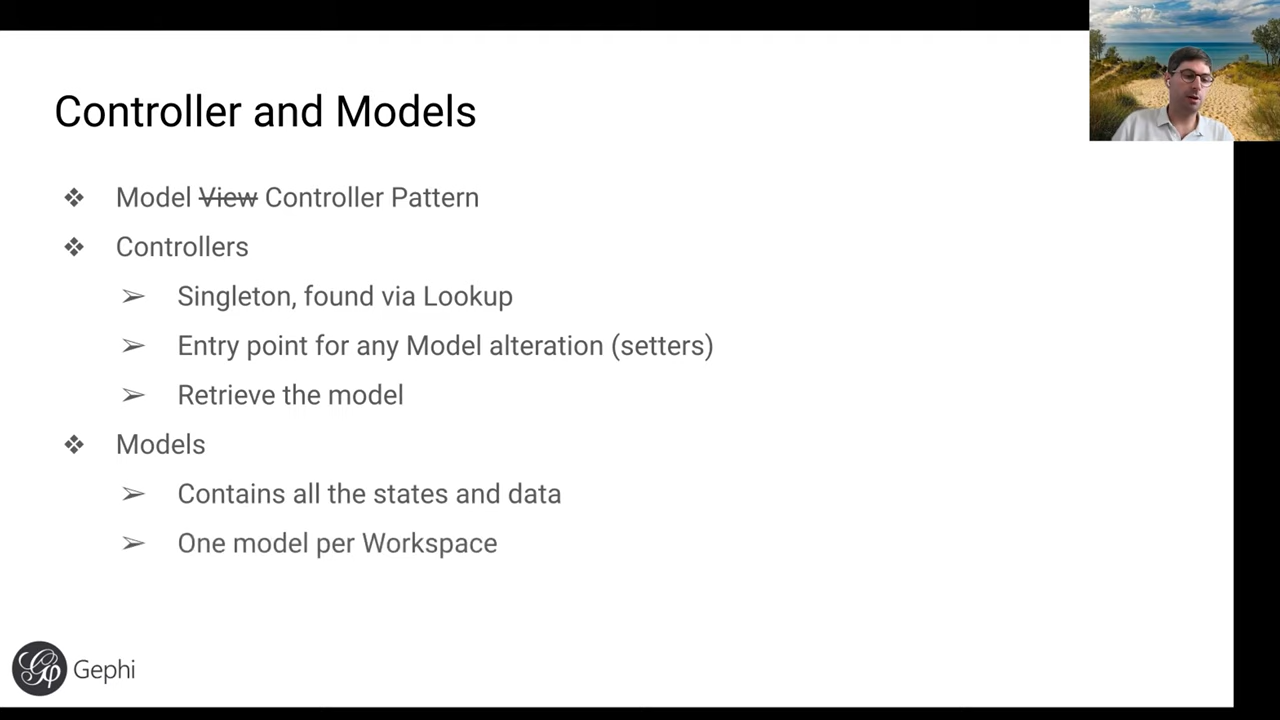 Controller and Models
❖ Model View Controller Pattern
❖ Controllers
➢ Singleton, found via Lookup
➢ Entry point for any Model alteration (setters)
➢ Retrieve the model
❖ Models
➢ Contains all the states and data
➢ One model per Workspace
Gephi